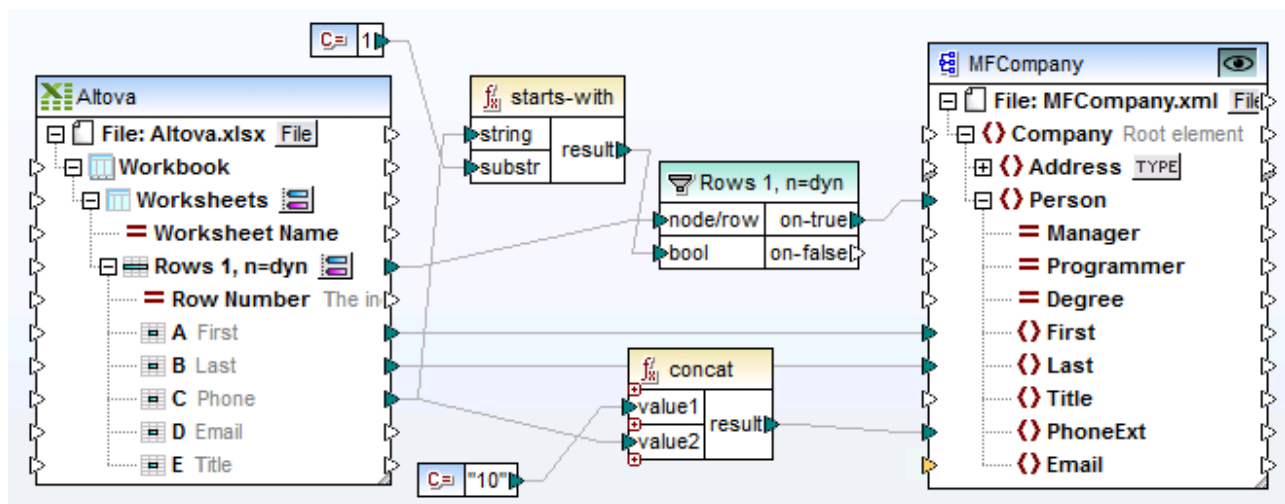 C= 1
Altova
File: Altova.xlsx File
Workbook
Worksheets
Worksheet Name
Rows 1, n=dyn
Row Number The in
A First
B Last
C Phone
D Email
E Title
starts-with
string
substr
result
Rows 1, n=dyn
node/row on-true
bool on-false
concat
value1
value2
result
C= "10"
MFCompany
File: MFCompany.xml File
Company Root element
Address TYPE
Person
Manager
Programmer
Degree
First
Last
Title
PhoneExt
Email